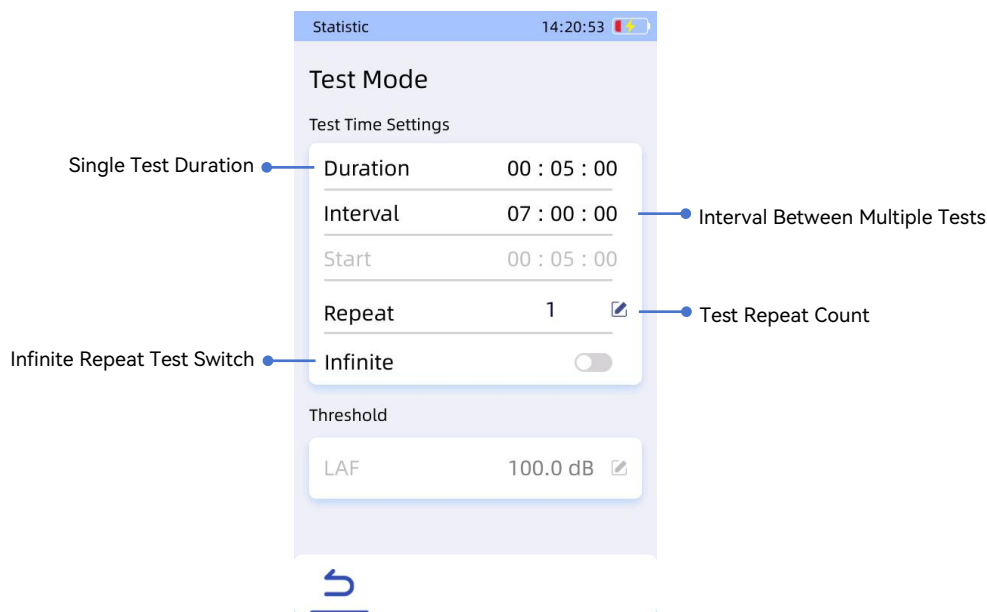 Statistic 14:20:53
Test Mode
Test Time Settings
Single Test Duration
Duration 00 : 05 : 00
Interval 07 : 00 : 00
Interval Between Multiple Tests
Start 00 : 05 : 00
Repeat 1
Test Repeat Count
Infinite Repeat Test Switch
Infinite
Threshold
LAF 100.0 dB